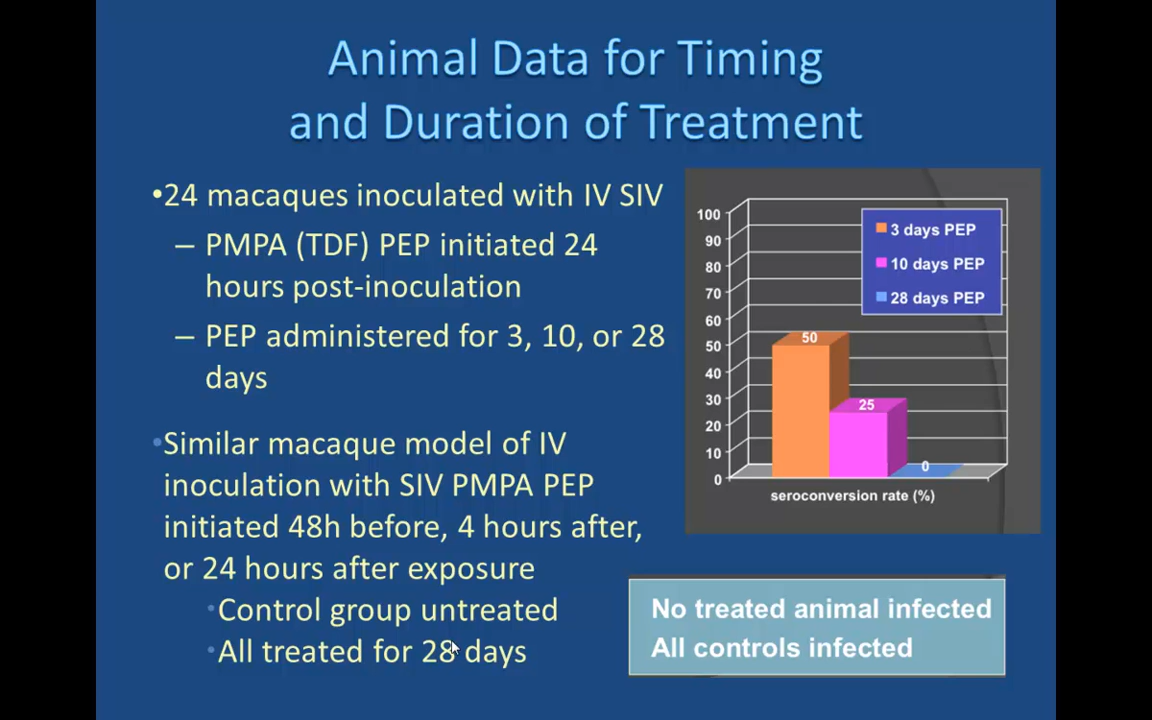 Animal Data for Timing
and Duration of Treatment
•24 macaques inoculated with IV SIV
– PMPA (TDF) PEP initiated 24
hours post-inoculation
– PEP administered for 3, 10, or 28
days
•Similar macaque model of IV
inoculation with SIV PMPA PEP
initiated 48h before, 4 hours after,
or 24 hours after exposure
•Control group untreated
•All treated for 28 days
100
90
80
70
60
50
40
30
20
10
0
50
25
0
seroconversion rate (%)
3 days PEP
10 days PEP
28 days PEP
No treated animal infected
All controls infected